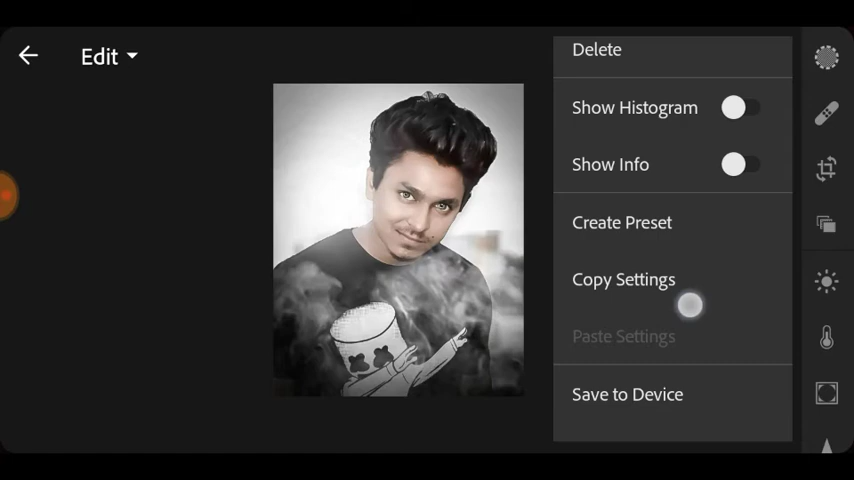 Edit
Delete
Show Histogram
Show Info
Create Preset
Copy Settings
Paste Settings
Save to Device